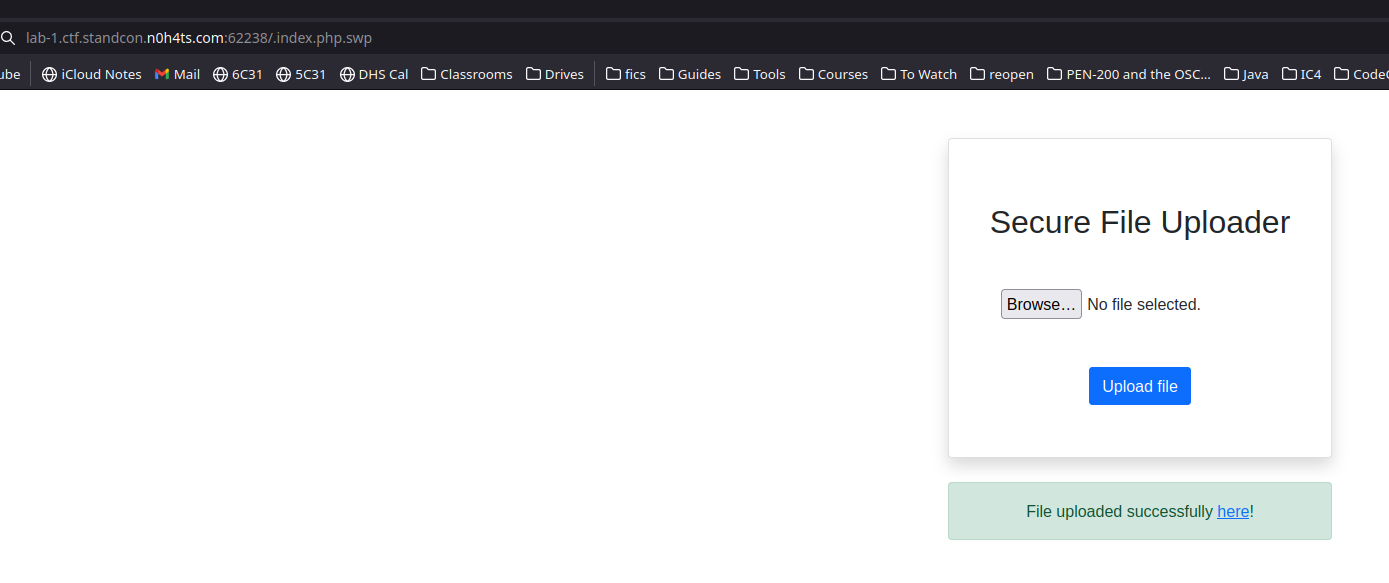 lab-1.ctf.standcon.n0h4ts.com:62238/.index.php.swp
ube iCloud Notes Mail 6C31 5C31 DHS Cal Classrooms Drives fics Guides Tools Courses To Watch reopen PEN-200 and the OSC... Java IC4 Code
Secure File Uploader
Browse... No file selected.
Upload file
File uploaded successfully here!